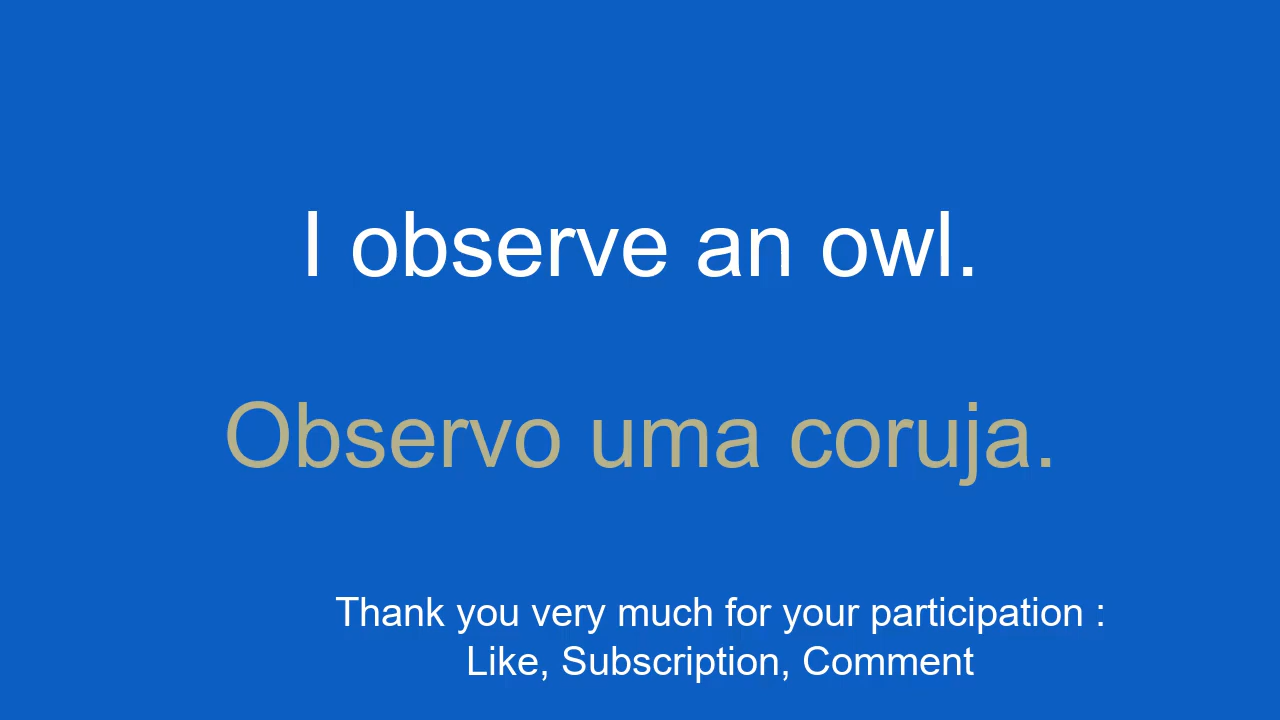 I observe an owl.
Observo uma coruja.
Thank you very much for your participation :
Like, Subscription, Comment